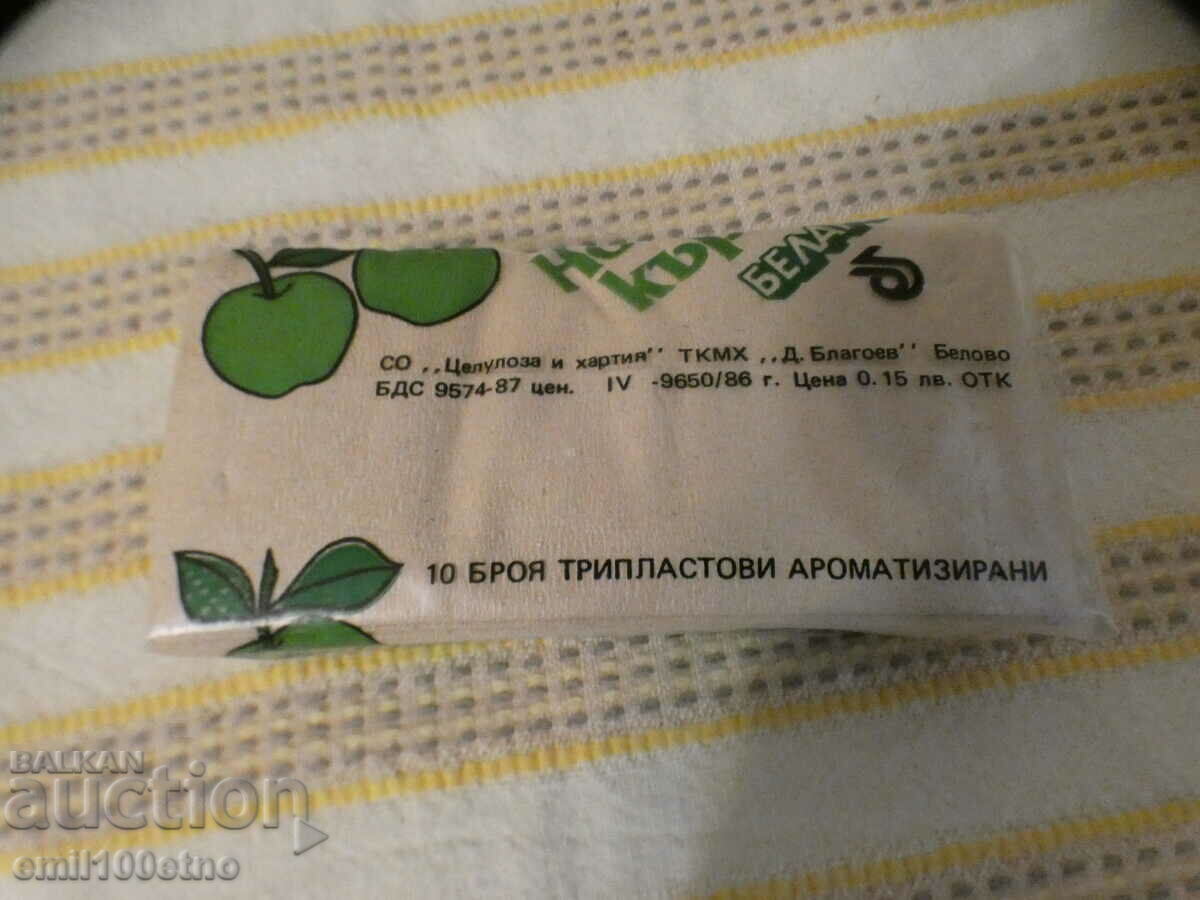 СО ,,Целулоза и хартия'' ТКМХ ,,Д. Благоев'' Белово
БДС 9574-87 цен. IV -9650/86 г. Цена 0.15 лв. ОТК
10 БРОЯ ТРИПЛАСТОВИ АРОМАТИЗИРАНИ
BALKAN
auction
emil100etno